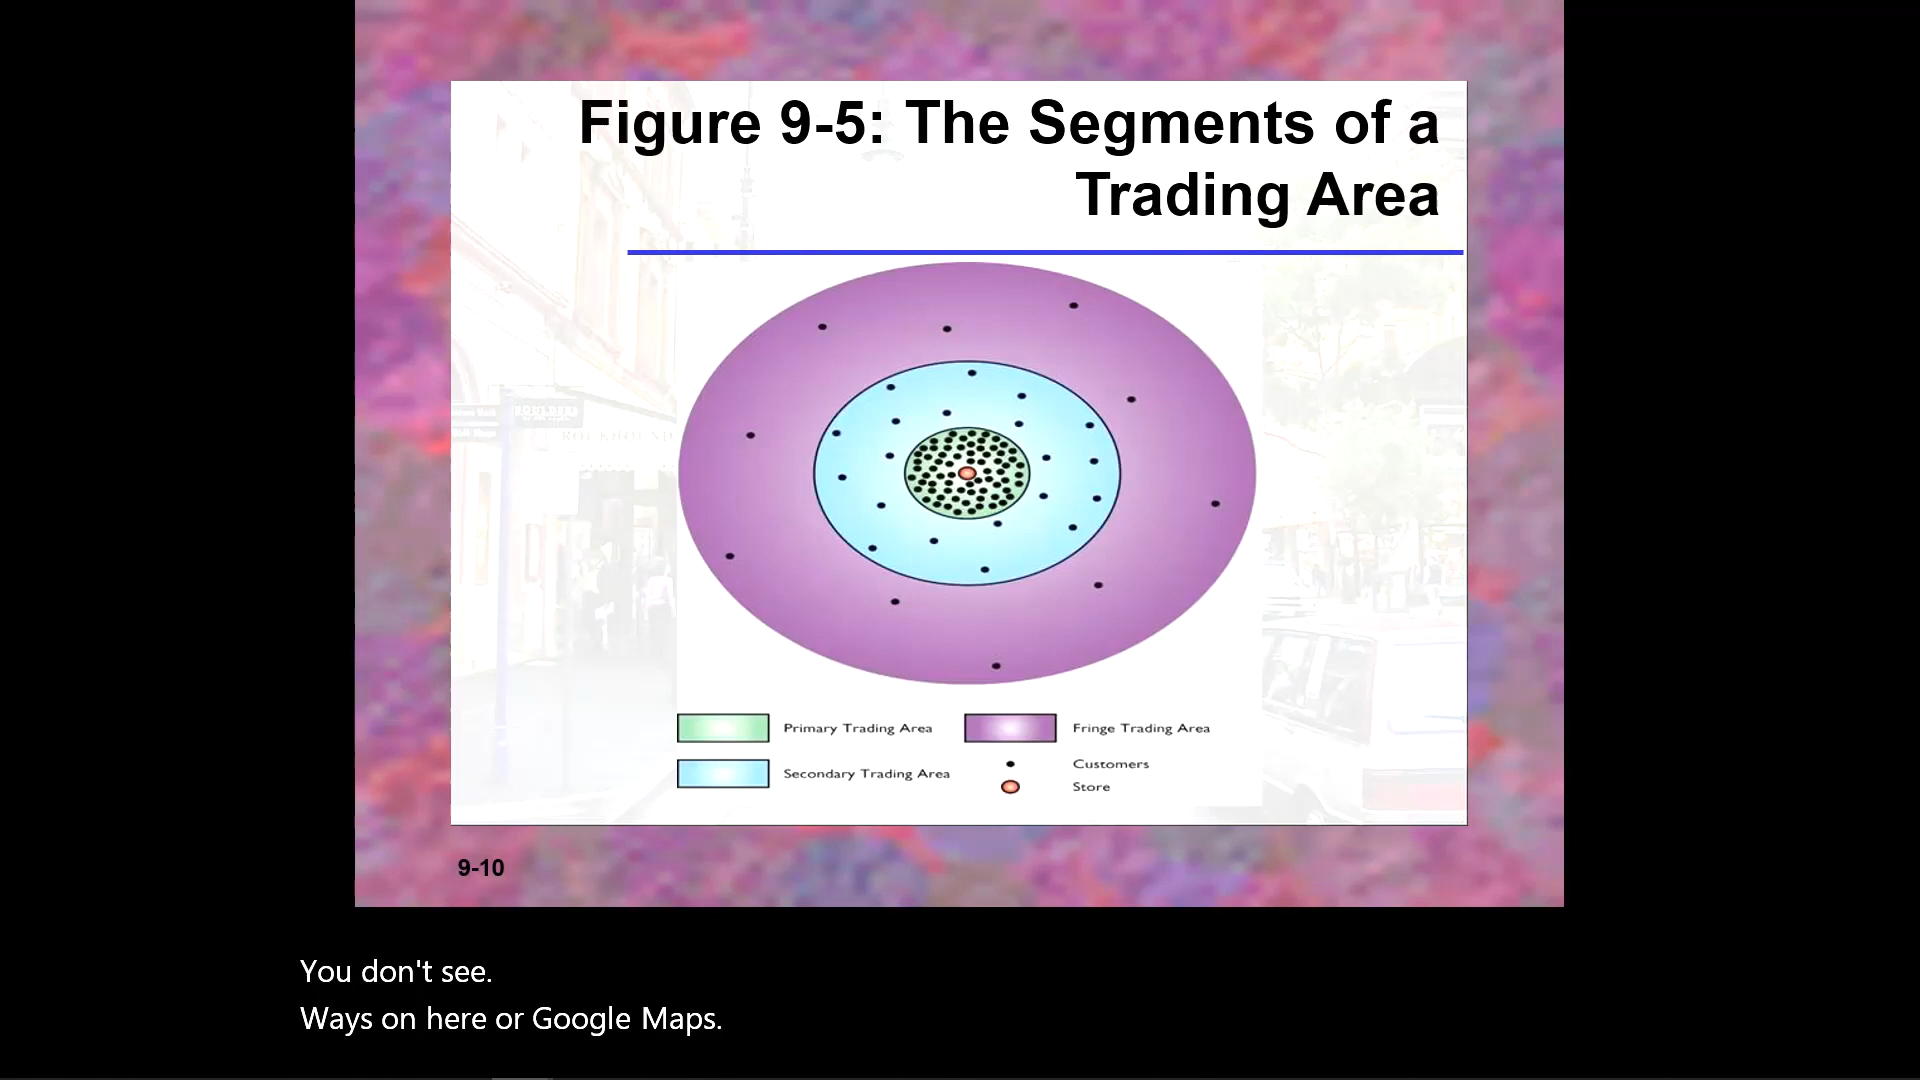 Figure 9-5: The Segments of a
Trading Area
Primary Trading Area
Fringe Trading Area
Secondary Trading Area
Customers
Store
9-10
You don't see.
Ways on here or Google Maps.